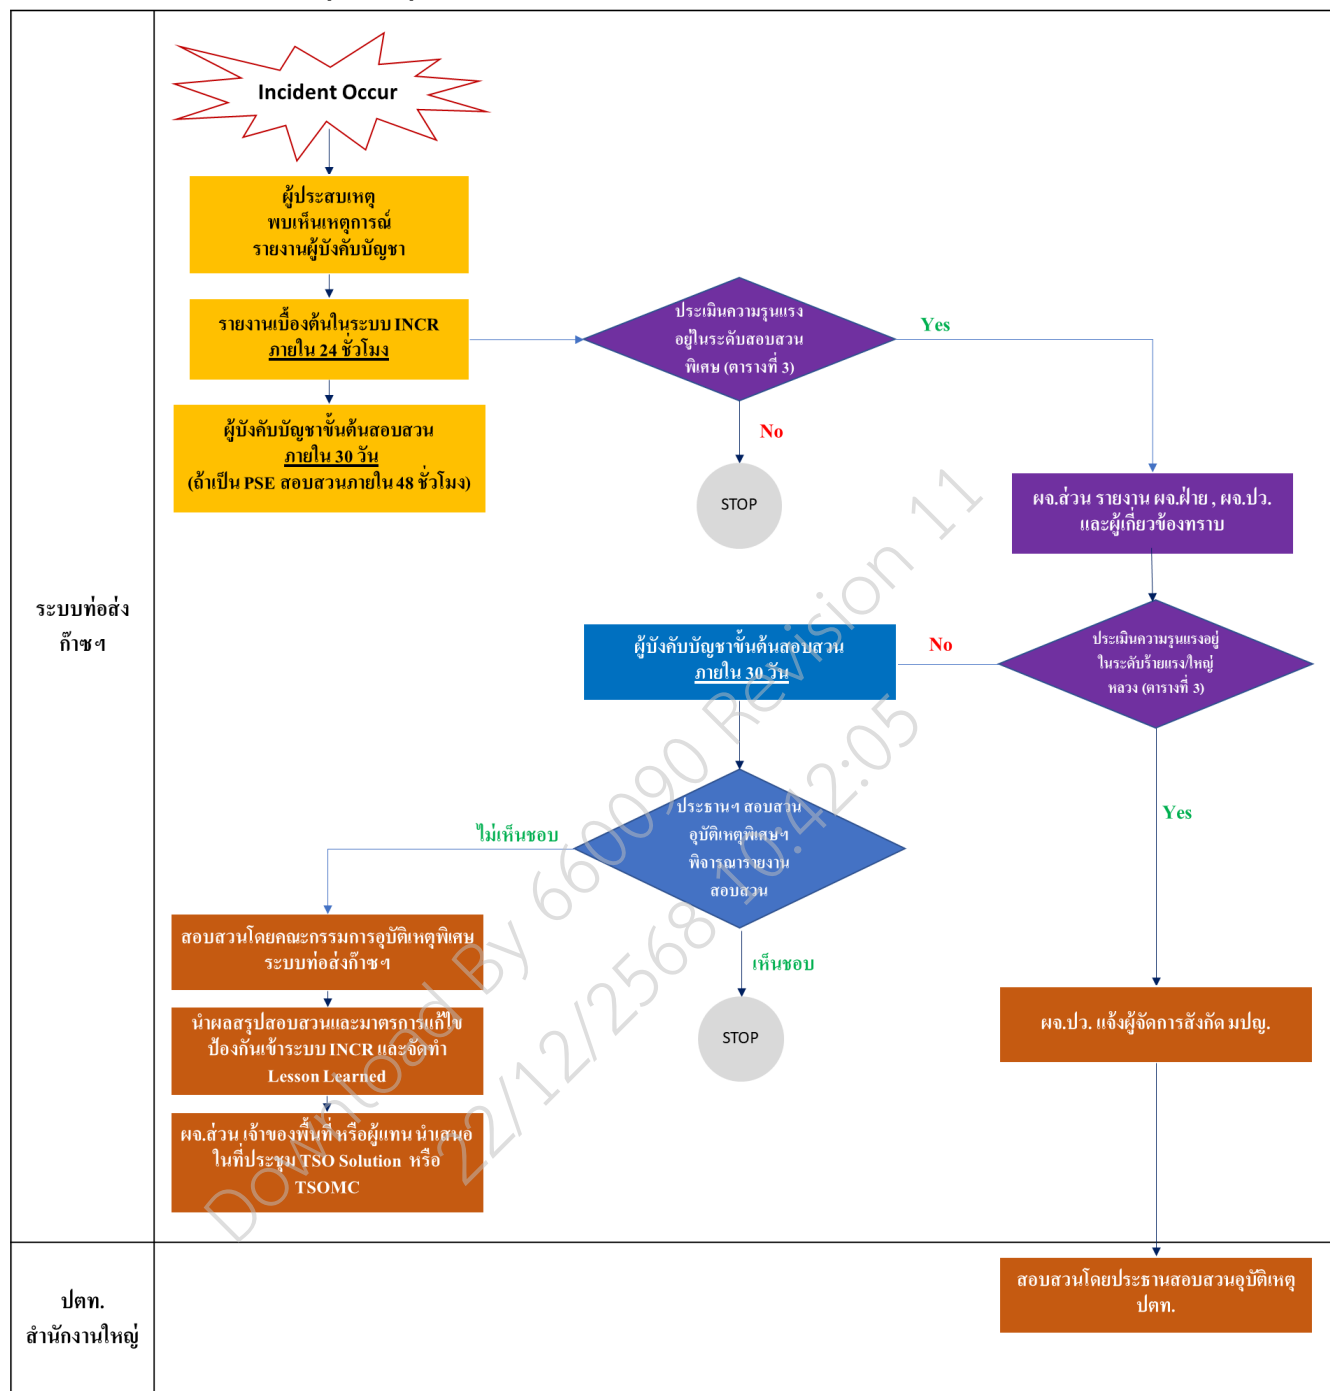 Incident Occur
ผู้ประสบเหตุ
พบเห็นเหตุการณ์
รายงานผู้บังคับบัญชา
รายงานเบื้องต้นในระบบ INCR
ภายใน 24 ชั่วโมง
ผู้บังคับบัญชาขั้นต้นสอบสวน
ภายใน 30 วัน
(ถ้าเป็น PSE สอบสวนภายใน 48 ชั่วโมง)
ประเมินความรุนแรง
อยู่ในระดับสอบสวน
พิเศษ (ตารางที่ 3)
Yes
No
STOP
ผจ.ส่วน รายงาน ผจ.ฝ่าย , ผจ.ปว.
และผู้เกี่ยวข้องทราบ
ระบบท่อส่ง
ก๊าซฯ
ประเมินความรุนแรงอยู่
ในระดับร้ายแรง/ใหญ่
หลวง (ตารางที่ 3)
No
ผู้บังคับบัญชาขั้นต้นสอบสวน
ภายใน 30 วัน
Yes
ประธานฯ สอบสวน
อุบัติเหตุพิเศษฯ
พิจารณารายงาน
สอบสวน
ไม่เห็นชอบ
เห็นชอบ
STOP
สอบสวนโดยคณะกรรมการอุบัติเหตุพิเศษ
ระบบท่อส่งก๊าซฯ
นำผลสรุปสอบสวนและมาตรการแก้ไข
ป้องกันเข้าระบบ INCR และจัดทำ
Lesson Learned
ผจ.ส่วน เจ้าของพื้นที่ หรือผู้แทน นำเสนอ
ในที่ประชุม TSO Solution หรือ
TSOMC
ผจ.ปว. แจ้งผู้จัดการสังกัด มปญ.
ปตท.
สำนักงานใหญ่
สอบสวนโดยประธานสอบสวนอุบัติเหตุ
ปตท.
Download By 660090 Revision 11
22/12/2568 10:42:05